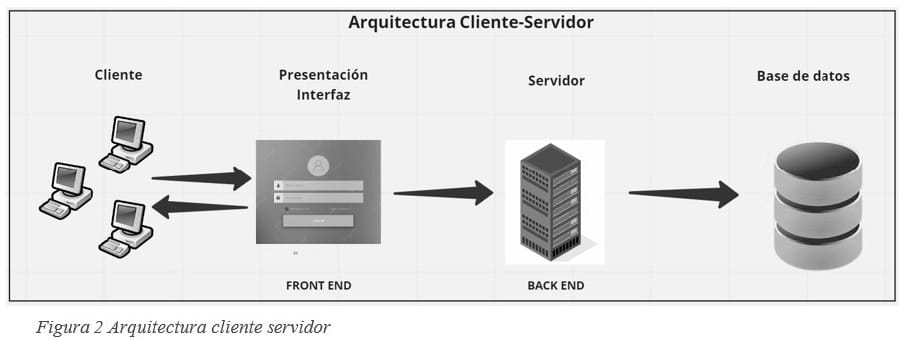 Arquitectura Cliente-Servidor
Cliente
Presentación
Interfaz
Servidor
Base de datos
FRONT END
BACK END
Figura 2 Arquitectura cliente servidor